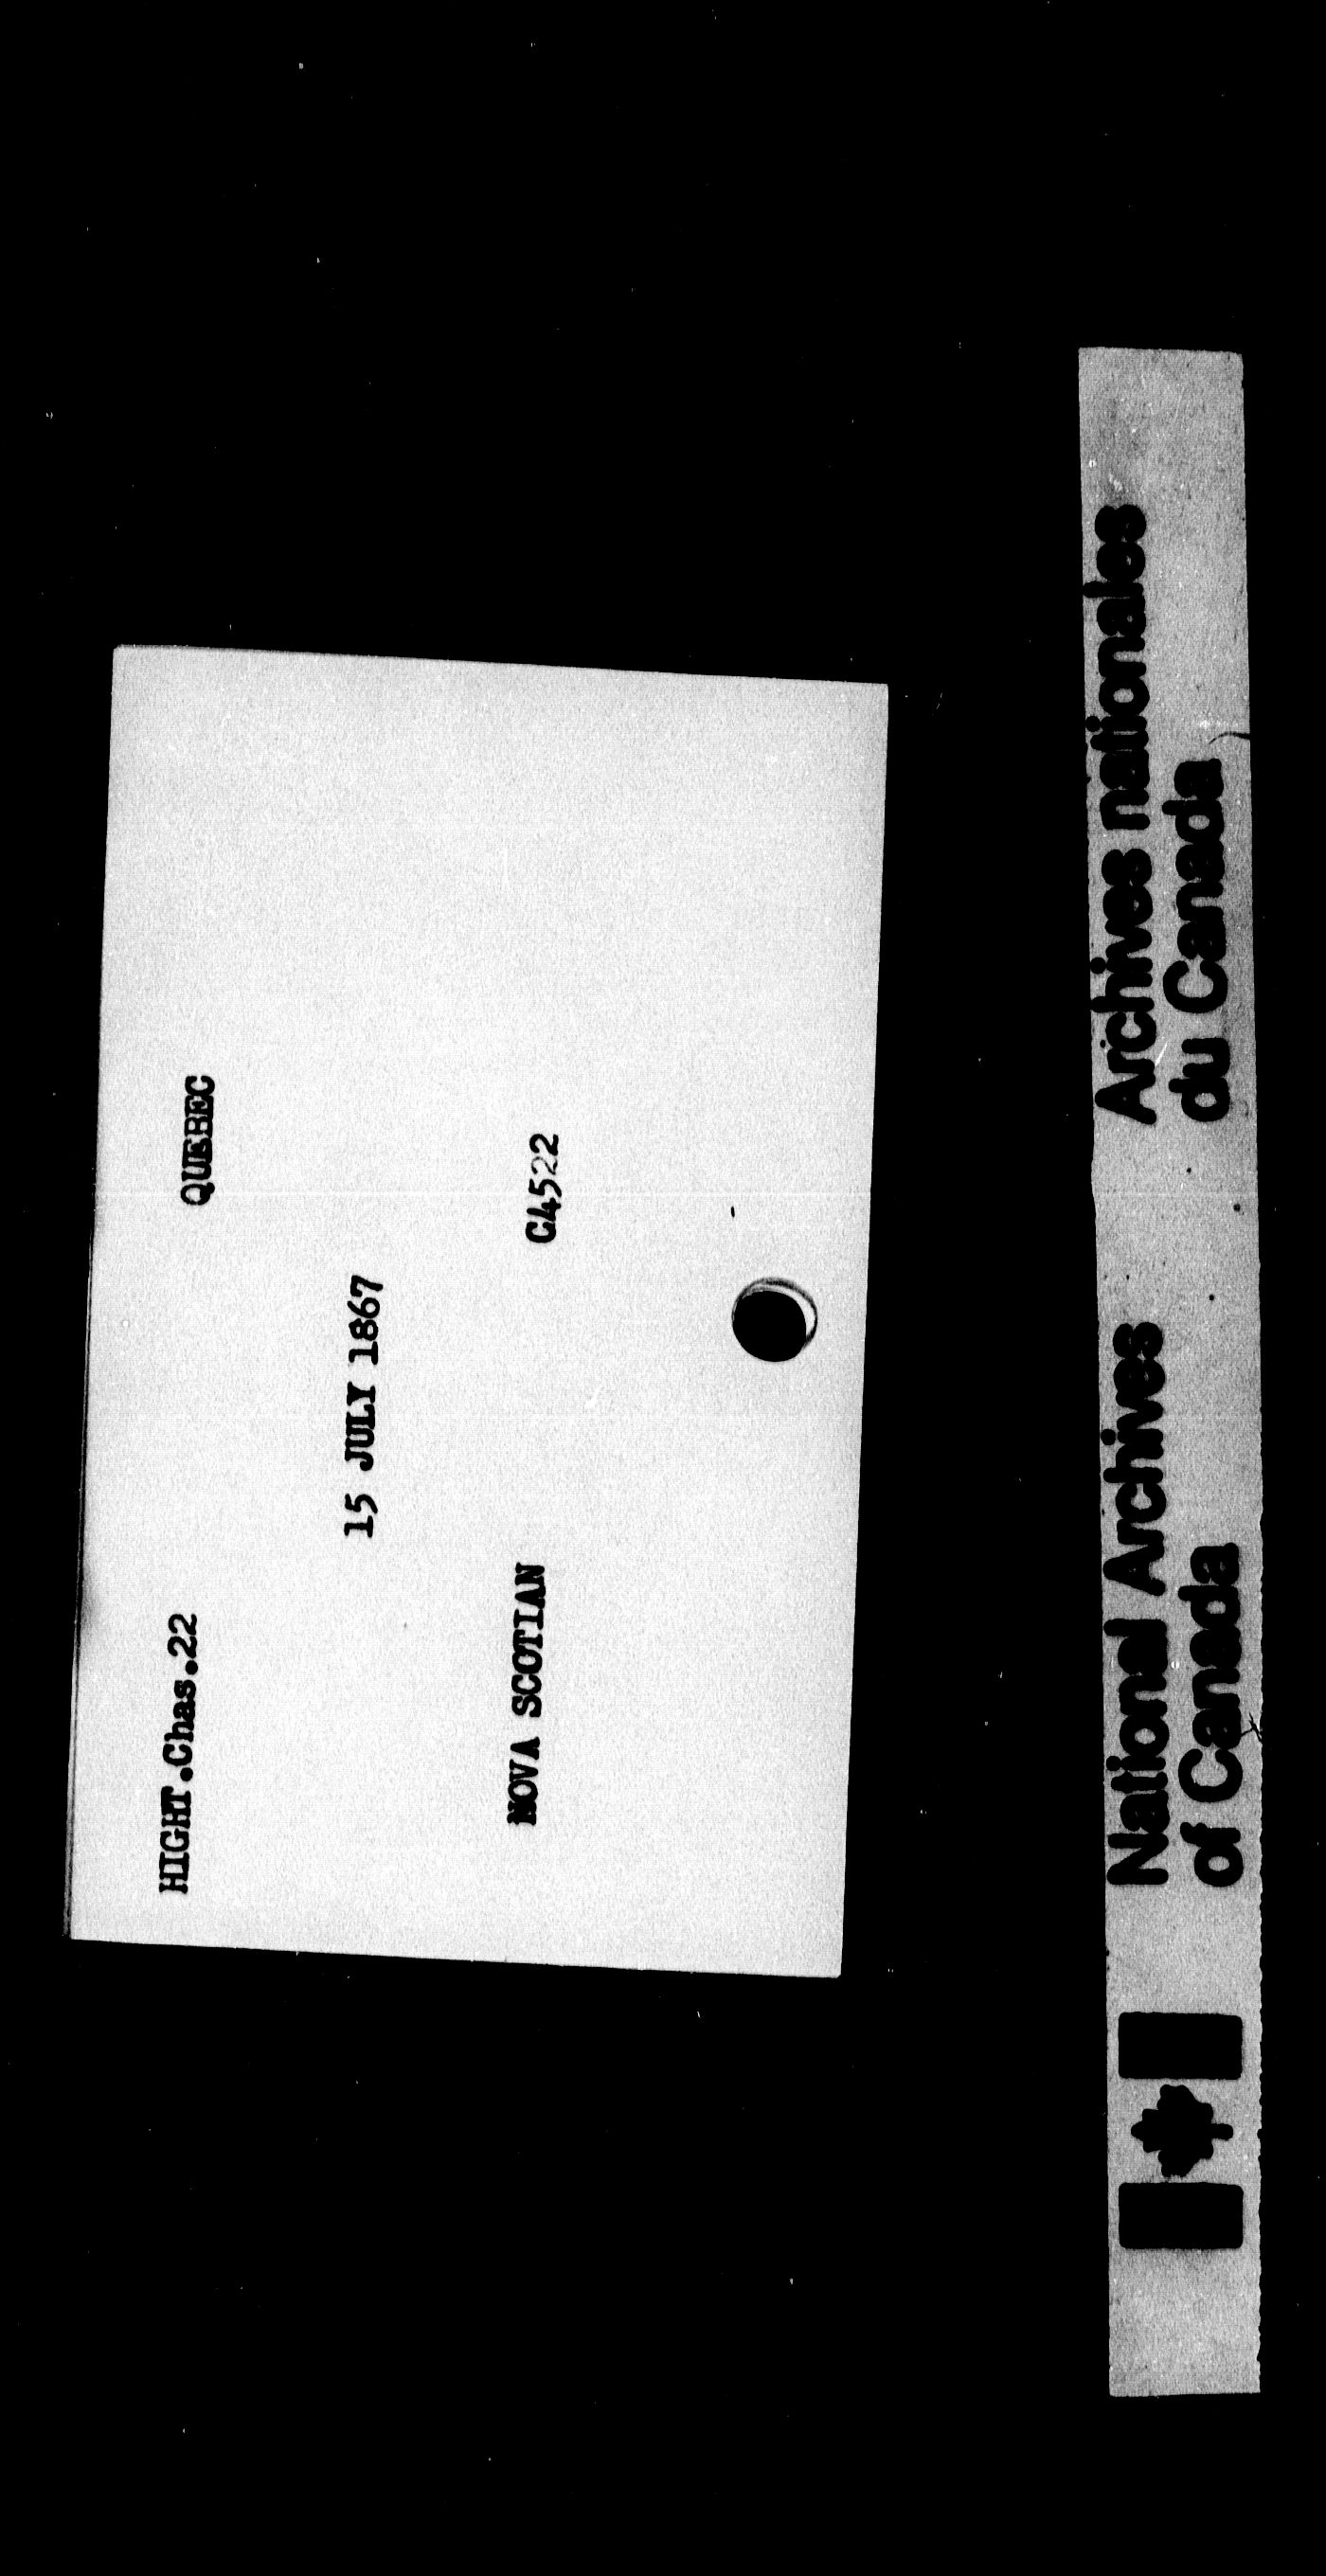 HIGHT.Chas.22 QUEBEC
15 JULY 1867
NOVA SCOTIAN C4522
National Archives
of Canada
Archives nationales
du Canada